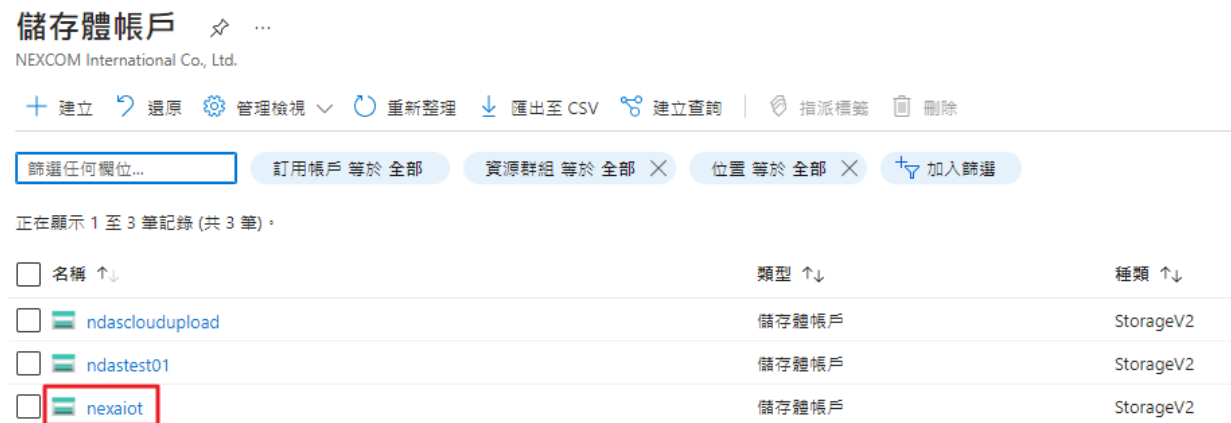 儲存體帳戶 ...
NEXCOM International Co., Ltd.
建立 還原 管理檢視 重新整理 匯出至 CSV 建立查詢 指派標籤 刪除
篩選任何欄位... 訂用帳戶 等於 全部 資源群組 等於 全部 位置 等於 全部 加入篩選
正在顯示 1 至 3 筆記錄 (共 3 筆)。
名稱 ↑↓ 類型 ↑↓ 種類 ↑↓
ndascloudupload 儲存體帳戶 StorageV2
ndastest01 儲存體帳戶 StorageV2
nexaiot 儲存體帳戶 StorageV2